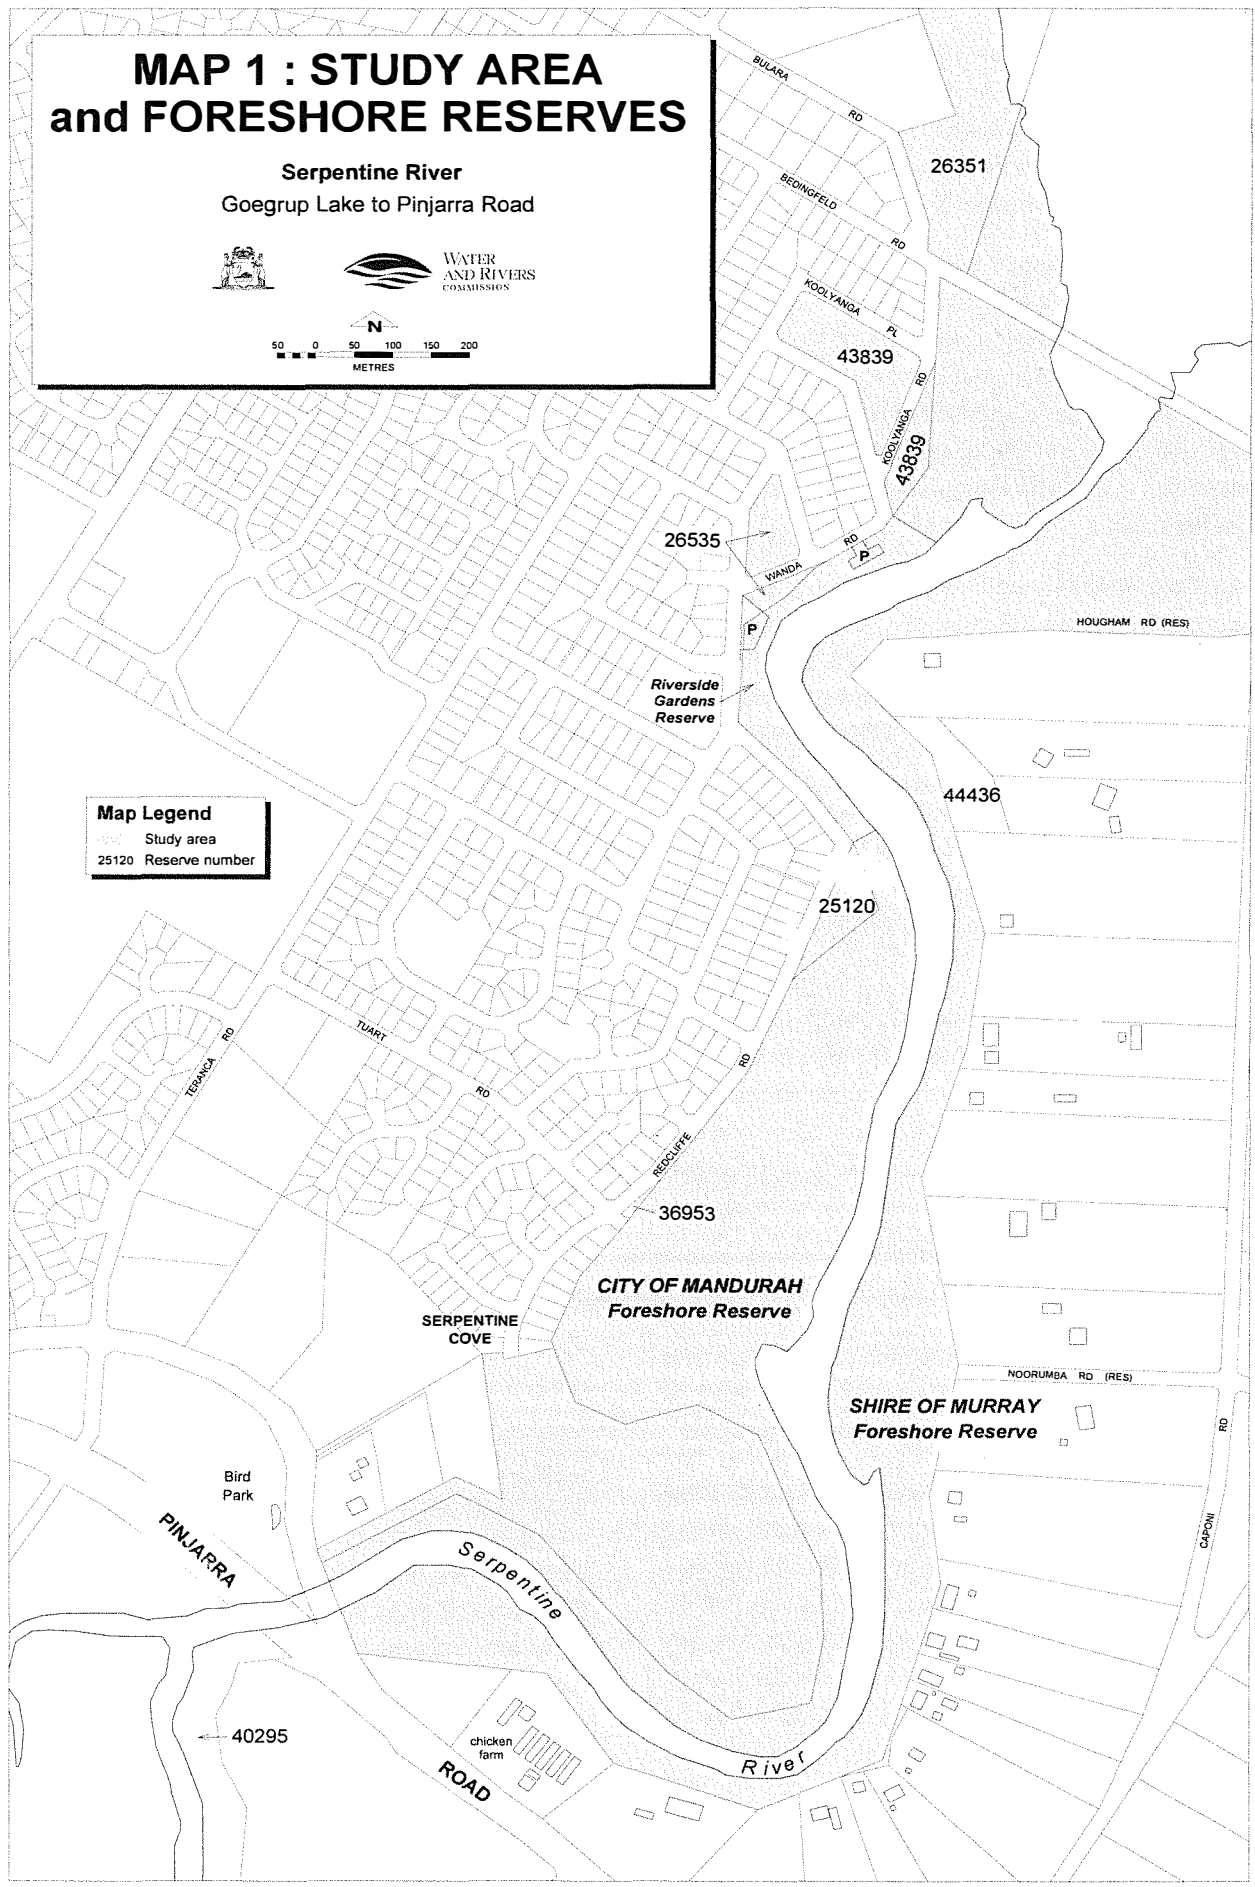 MAP 1 : STUDY AREA
and FORESHORE RESERVES
Serpentine River
Goegrup Lake to Pinjarra Road
WATER
AND RIVERS
COMMISSION
N
50 0 50 100 150 200
METRES
BULARA RD
26351
BEDINGFELD RD
KOOLYANGA PL
43839
KOOLYANGA RD
43839
26535
WANDA RD
P
P
HOUGHAM RD (RES)
Riverside
Gardens
Reserve
44436
Map Legend
Study area
25120 Reserve number
25120
TUART RD
TERANCA RD
REDCLIFFE RD
36953
CITY OF MANDURAH
Foreshore Reserve
SERPENTINE
COVE
NOORUMBA RD (RES)
SHIRE OF MURRAY
Foreshore Reserve
CAPONI RD
Bird
Park
PINJARRA ROAD
Serpentine River
40295
chicken
farm